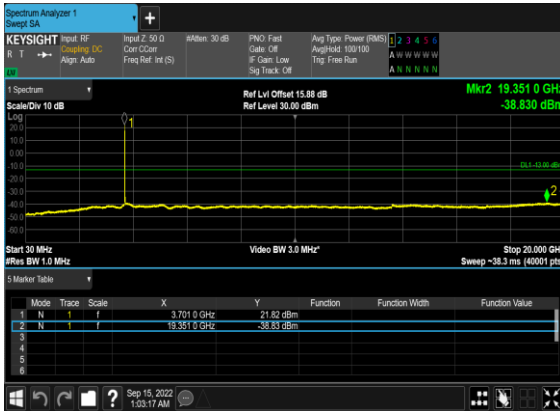 Spectrum Analyzer 1
Swept SA
+
KEYSIGHT
R T
Input: RF
Coupling: DC
Align: Auto
Input Z: 50 Ω
Corr CCorr
Freq Ref: Int (S)
#Atten: 30 dB
PNO: Fast
Gate: Off
IF Gain: Low
Sig Track: Off
Avg Type: Power (RMS)
Avg|Hold: 100/100
Trig: Free Run
1 2 3 4 5 6
A W W W W W
A N N N N N
1 Spectrum
Scale/Div 10 dB
Ref Lvl Offset 15.88 dB
Ref Level 30.00 dBm
Mkr2 19.351 0 GHz
-38.830 dBm
Log
20.0
10.0
0.00
-10.0
-20.0
-30.0
-40.0
-50.0
-60.0
1
DL1 -13.00 dBm
2
Start 30 MHz
#Res BW 1.0 MHz
Video BW 3.0 MHz*
Stop 20.000 GHz
Sweep ~38.3 ms (40001 pts)
5 Marker Table
Mode Trace Scale X Y Function Function Width Function Value
1 N 1 f 3.701 0 GHz 21.82 dBm
2 N 1 f 19.351 0 GHz -38.83 dBm
3
4
5
6
?
Sep 15, 2022
1:03:17 AM